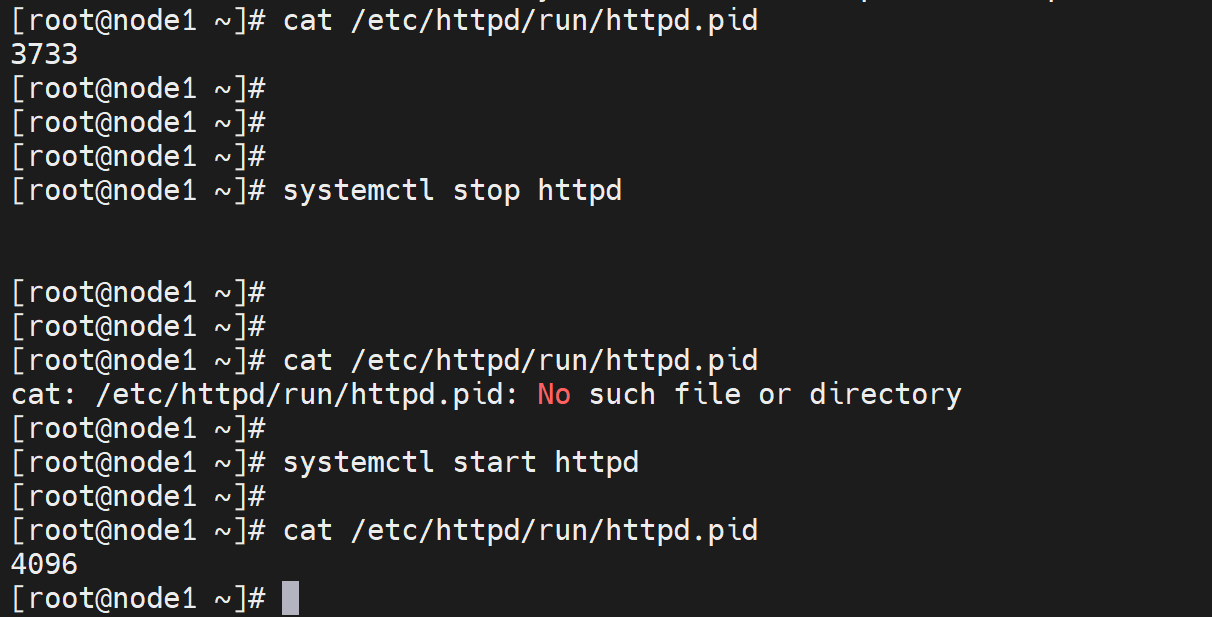 [root@node1 ~]# cat /etc/httpd/run/httpd.pid
3733
[root@node1 ~]#
[root@node1 ~]#
[root@node1 ~]#
[root@node1 ~]# systemctl stop httpd
[root@node1 ~]#
[root@node1 ~]#
[root@node1 ~]# cat /etc/httpd/run/httpd.pid
cat: /etc/httpd/run/httpd.pid: No such file or directory
[root@node1 ~]#
[root@node1 ~]# systemctl start httpd
[root@node1 ~]#
[root@node1 ~]# cat /etc/httpd/run/httpd.pid
4096
[root@node1 ~]#